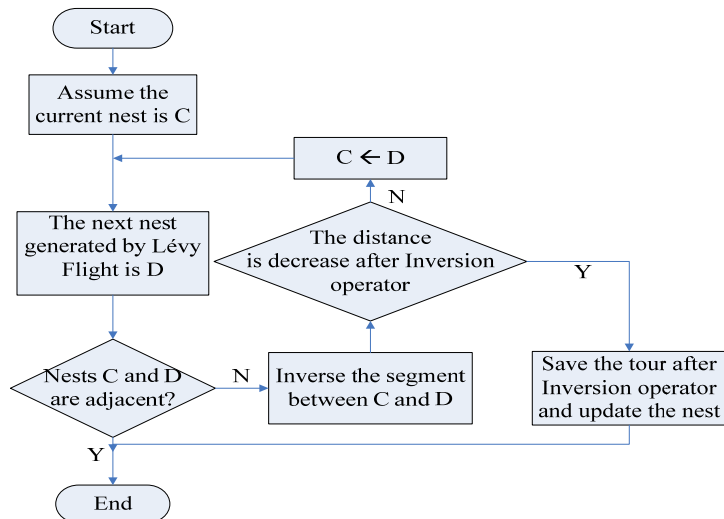 Start
Assume the
current nest is C
C ← D
N
The next nest
generated by Lévy
Flight is D
The distance
is decrease after Inversion
operator
Y
Nests C and D
are adjacent?
N
Inverse the segment
between C and D
Save the tour after
Inversion operator
and update the nest
Y
End